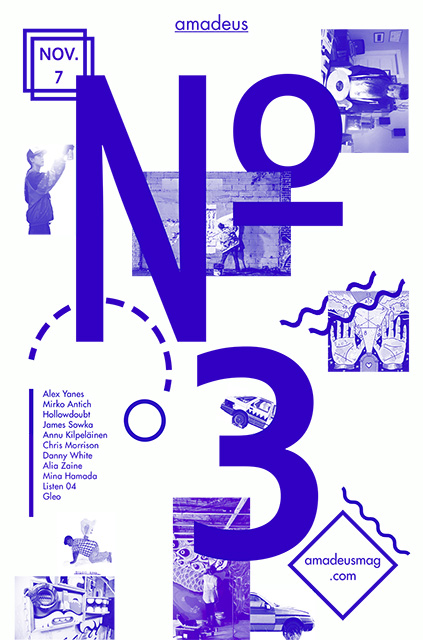 amadeus
NOV.
7
Nº
3
Alex Yanes
Mirko Antich
Hollowdoubt
James Sowka
Annu Kilpeläinen
Chris Morrison
Danny White
Alia Zaine
Mina Hamada
Listen 04
Gleo
amadeusmag
.com